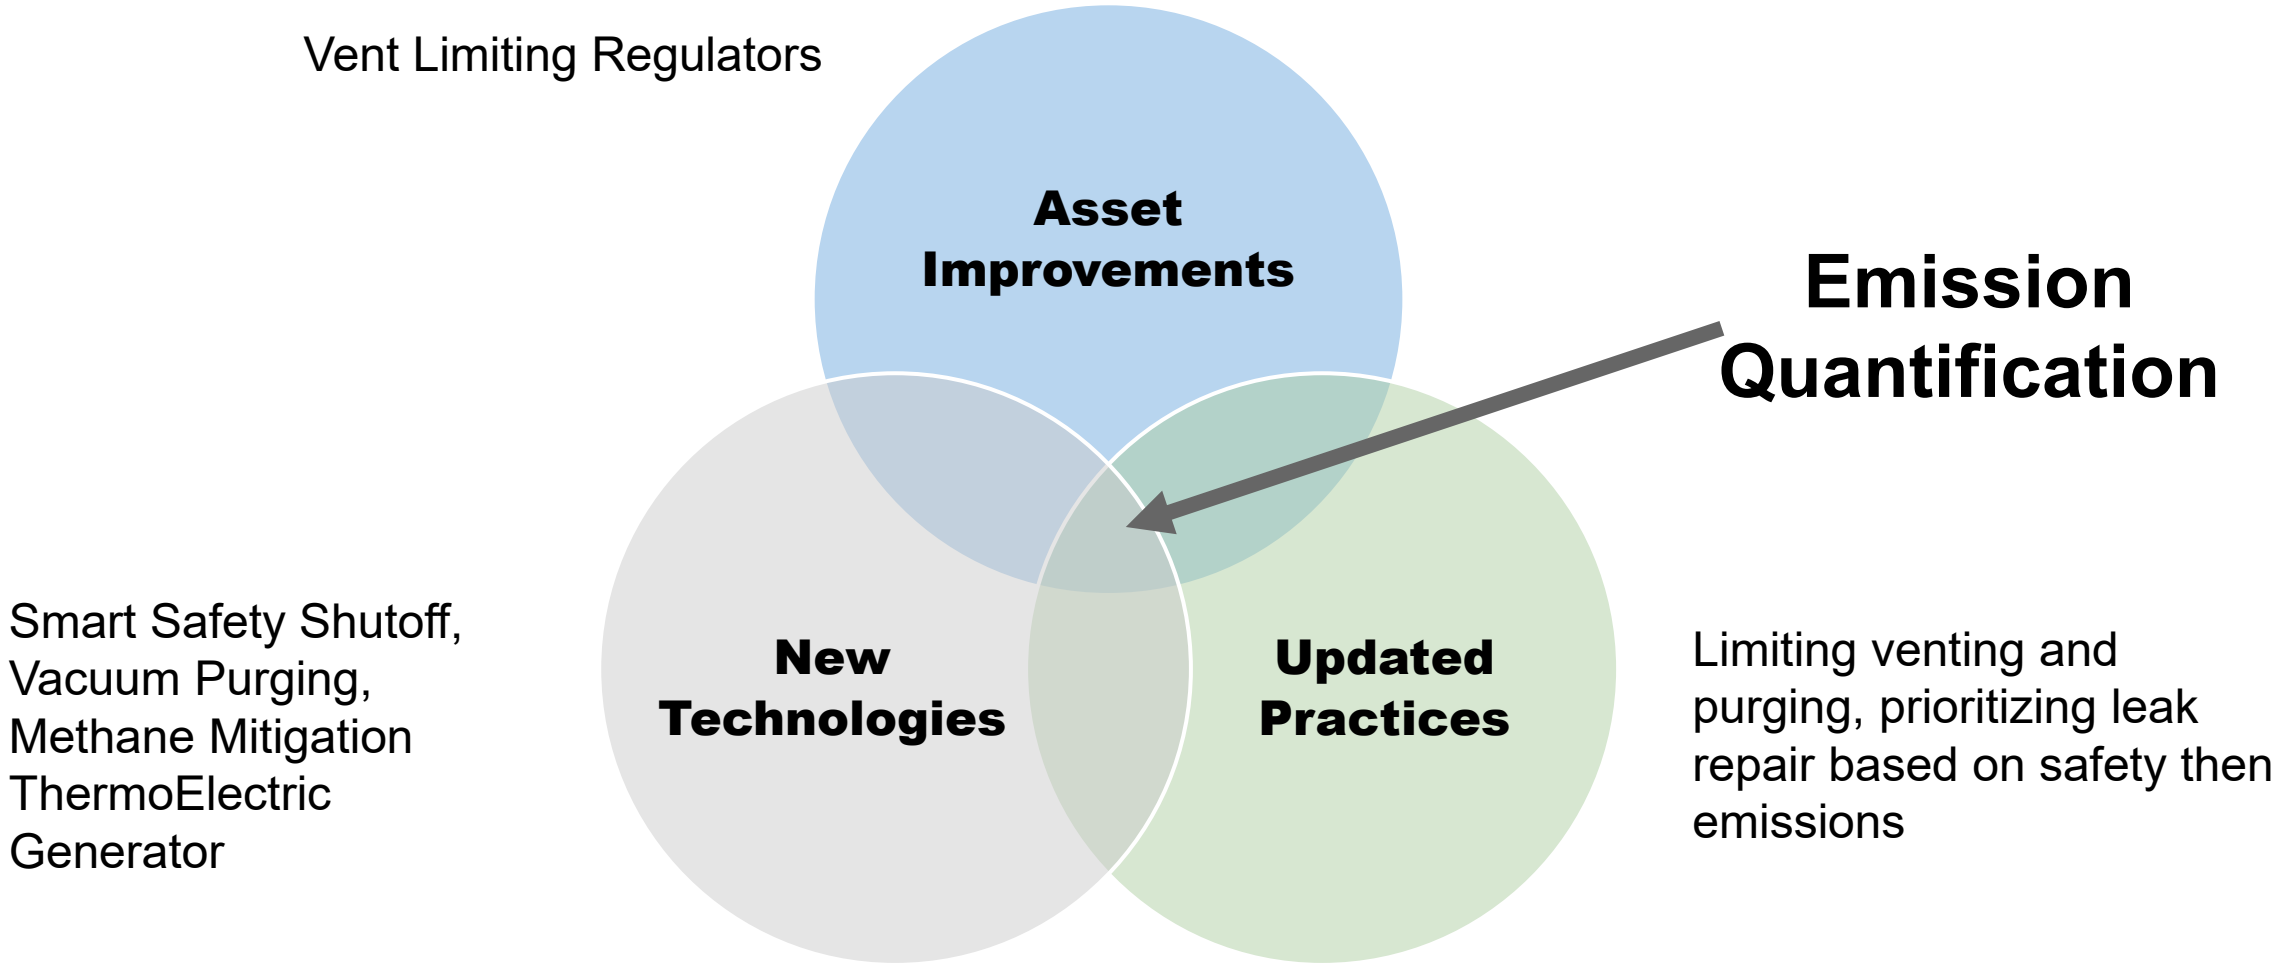 Vent Limiting Regulators
Asset
Improvements
Emission
Quantification
Smart Safety Shutoff,
Vacuum Purging,
Methane Mitigation
ThermoElectric
Generator
New
Technologies
Updated
Practices
Limiting venting and
purging, prioritizing leak
repair based on safety then
emissions